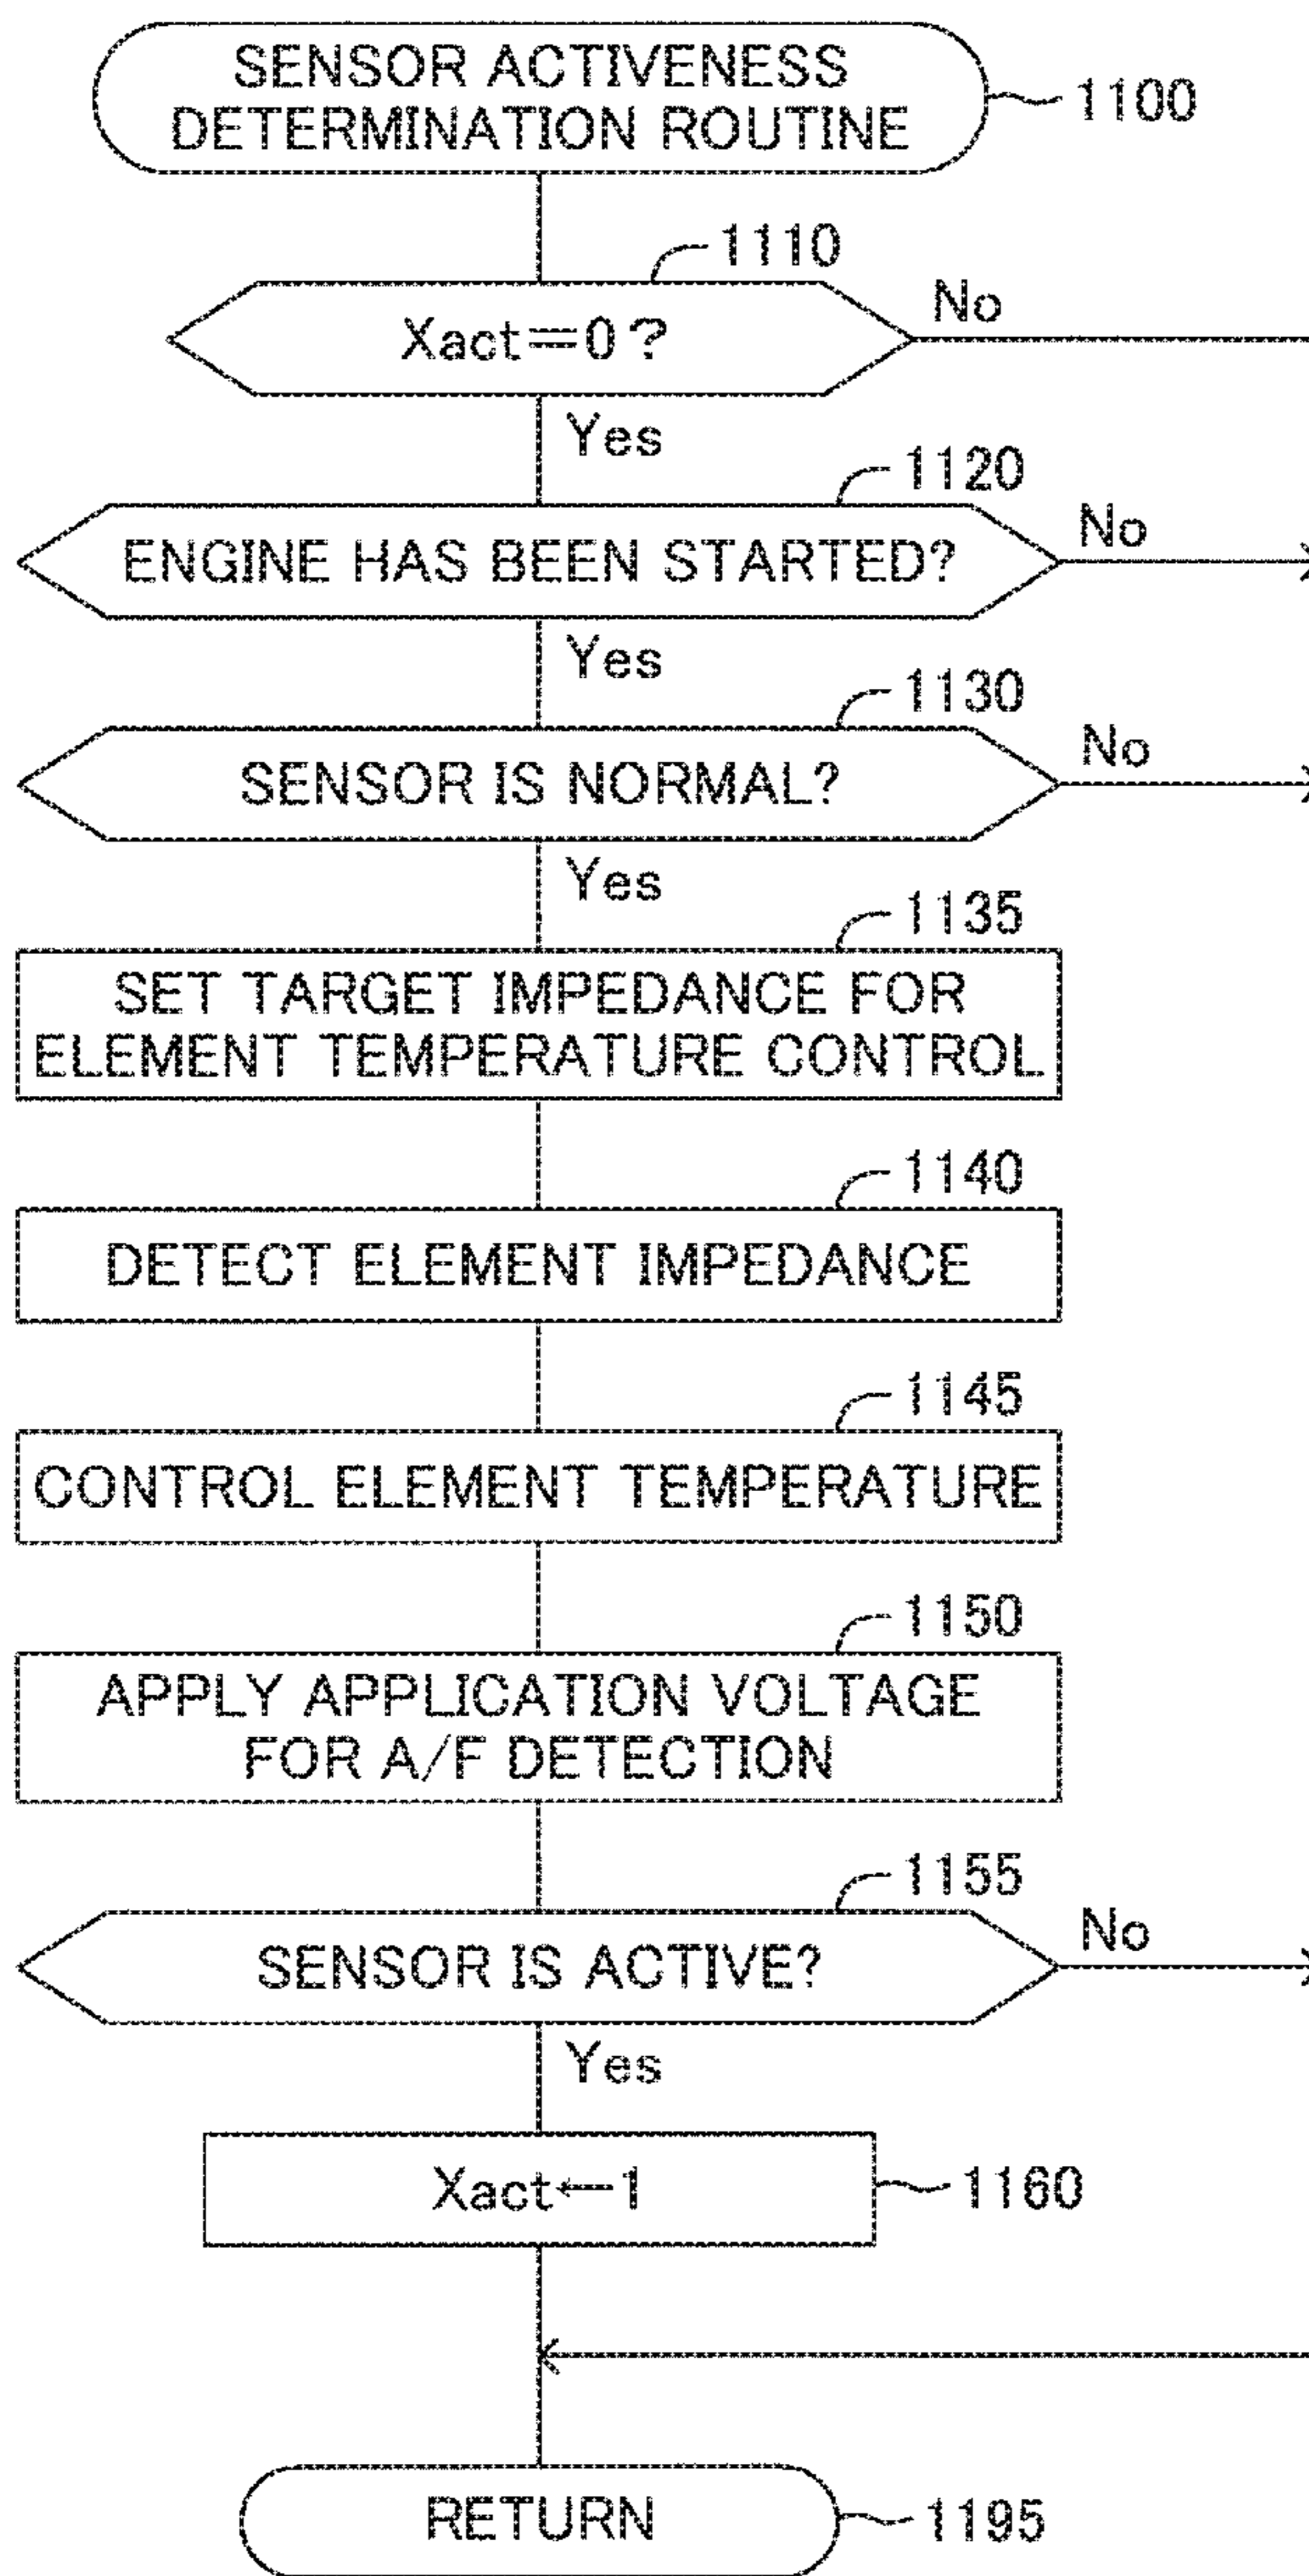 SENSOR ACTIVENESS
DETERMINATION ROUTINE
1100
1110
Xact=0?
No
Yes
1120
ENGINE HAS BEEN STARTED?
No
Yes
1130
SENSOR IS NORMAL?
No
Yes
1135
SET TARGET IMPEDANCE FOR
ELEMENT TEMPERATURE CONTROL
1140
DETECT ELEMENT IMPEDANCE
1145
CONTROL ELEMENT TEMPERATURE
1150
APPLY APPLICATION VOLTAGE
FOR A/F DETECTION
1155
SENSOR IS ACTIVE?
No
Yes
Xact←1
1160
RETURN
1195